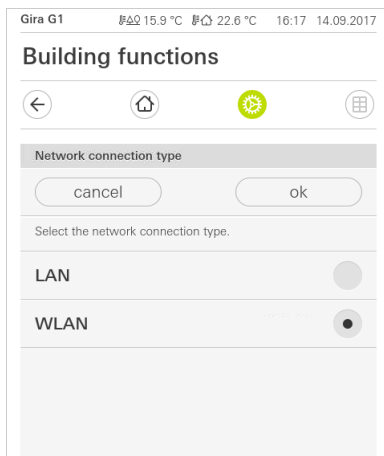 Gira G1 15.9 °C 22.6 °C 16:17 14.09.2017
Building functions
Network connection type
cancel ok
Select the network connection type.
LAN
WLAN